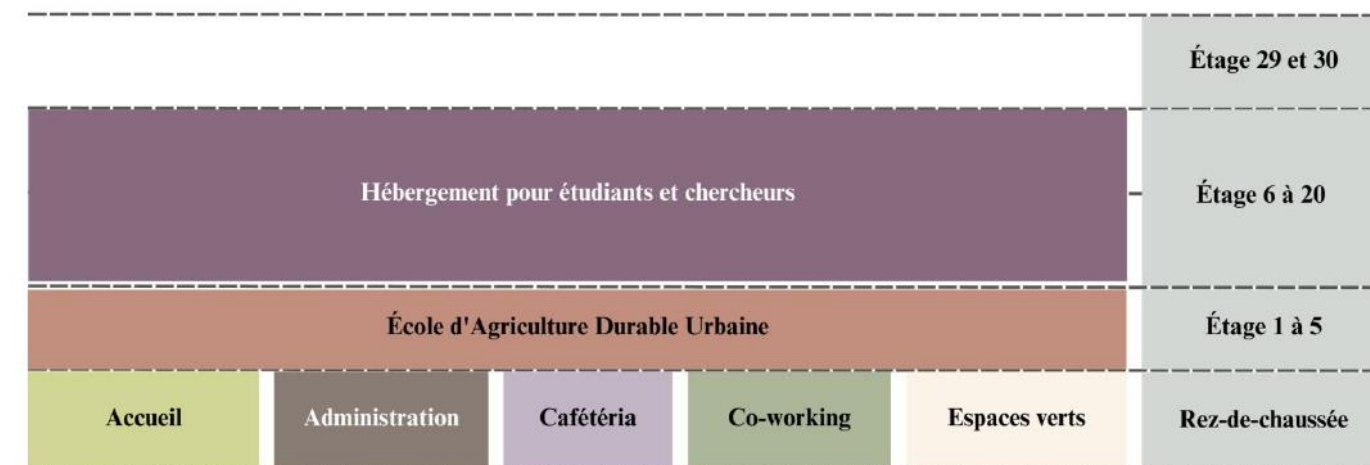 Étage 29 et 30
Hébergement pour étudiants et chercheurs
Étage 6 à 20
École d'Agriculture Durable Urbaine
Étage 1 à 5
Accueil
Administration
Cafétéria
Co-working
Espaces verts
Rez-de-chaussée